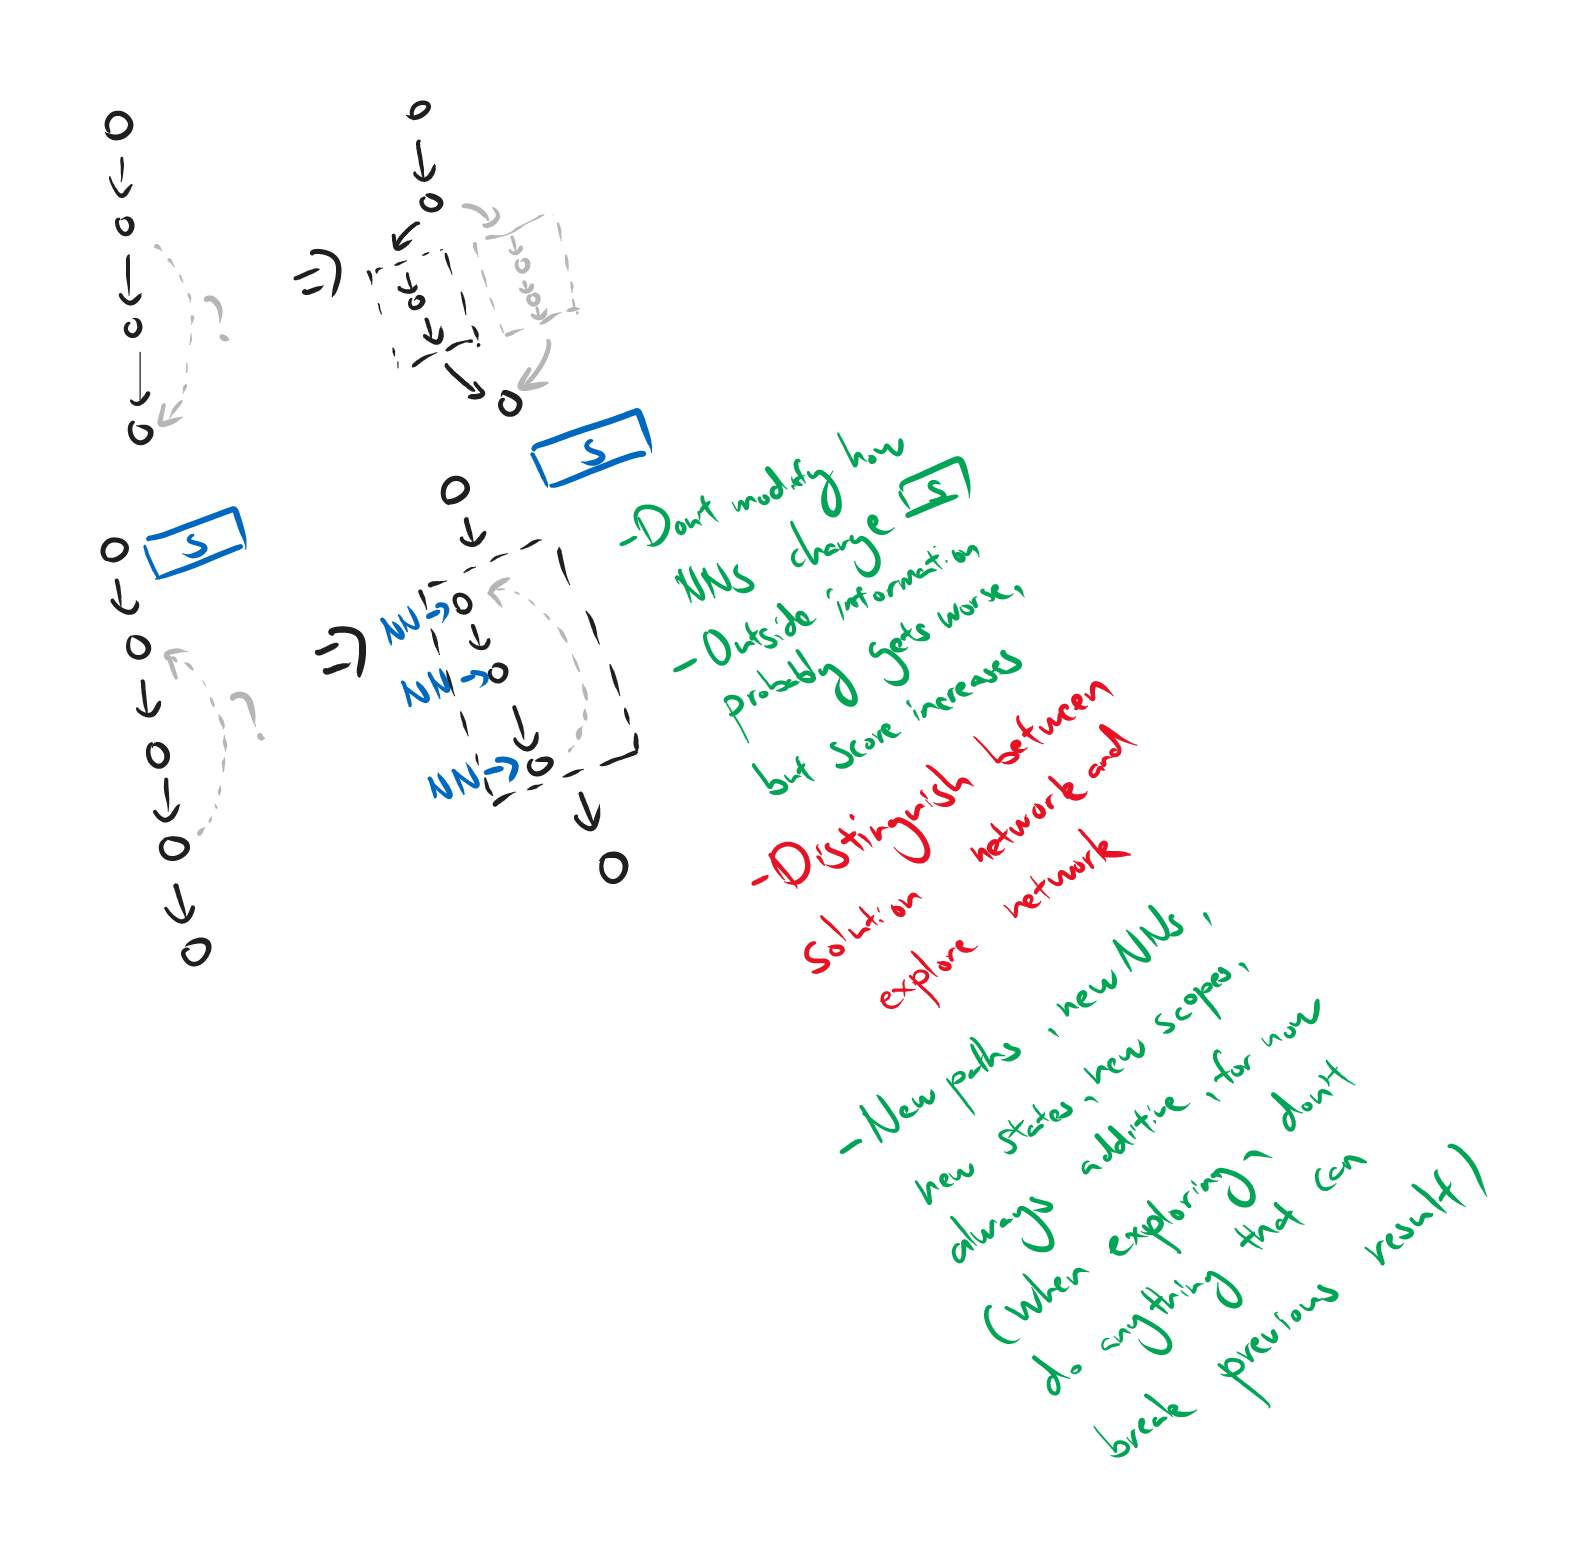 ?
=>
S
- Don't modify how
NNs change S
- Outside information
probably gets worse,
but score increases
S
?
=>
NN→
NN→
NN→
- Distinguish between
solution network and
explore network
- New paths, new NNs,
new states, new scopes,
always additive, for now
(when exploring, don't
do anything that can
break previous result)